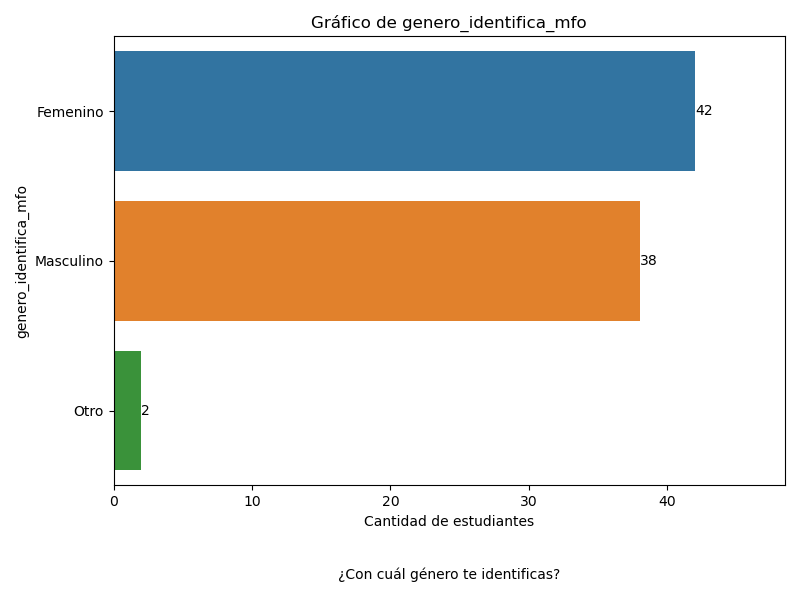 Gráfico de genero_identifica_mfo
genero_identifica_mfo
Femenino
42
Masculino
38
Otro
2
0 10 20 30 40
Cantidad de estudiantes
¿Con cuál género te identificas?